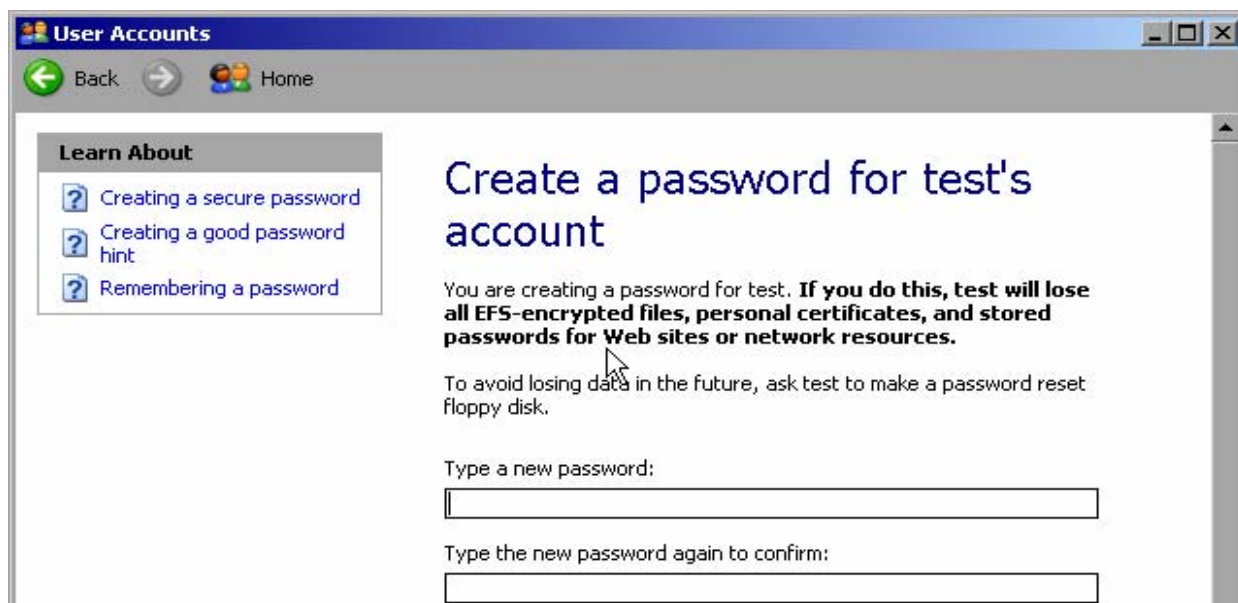 User Accounts
Back
Home
Learn About
Creating a secure password
Creating a good password
hint
Remembering a password
Create a password for test's
account
You are creating a password for test. If you do this, test will lose
all EFS-encrypted files, personal certificates, and stored
passwords for Web sites or network resources.
To avoid losing data in the future, ask test to make a password reset
floppy disk.
Type a new password:
Type the new password again to confirm: